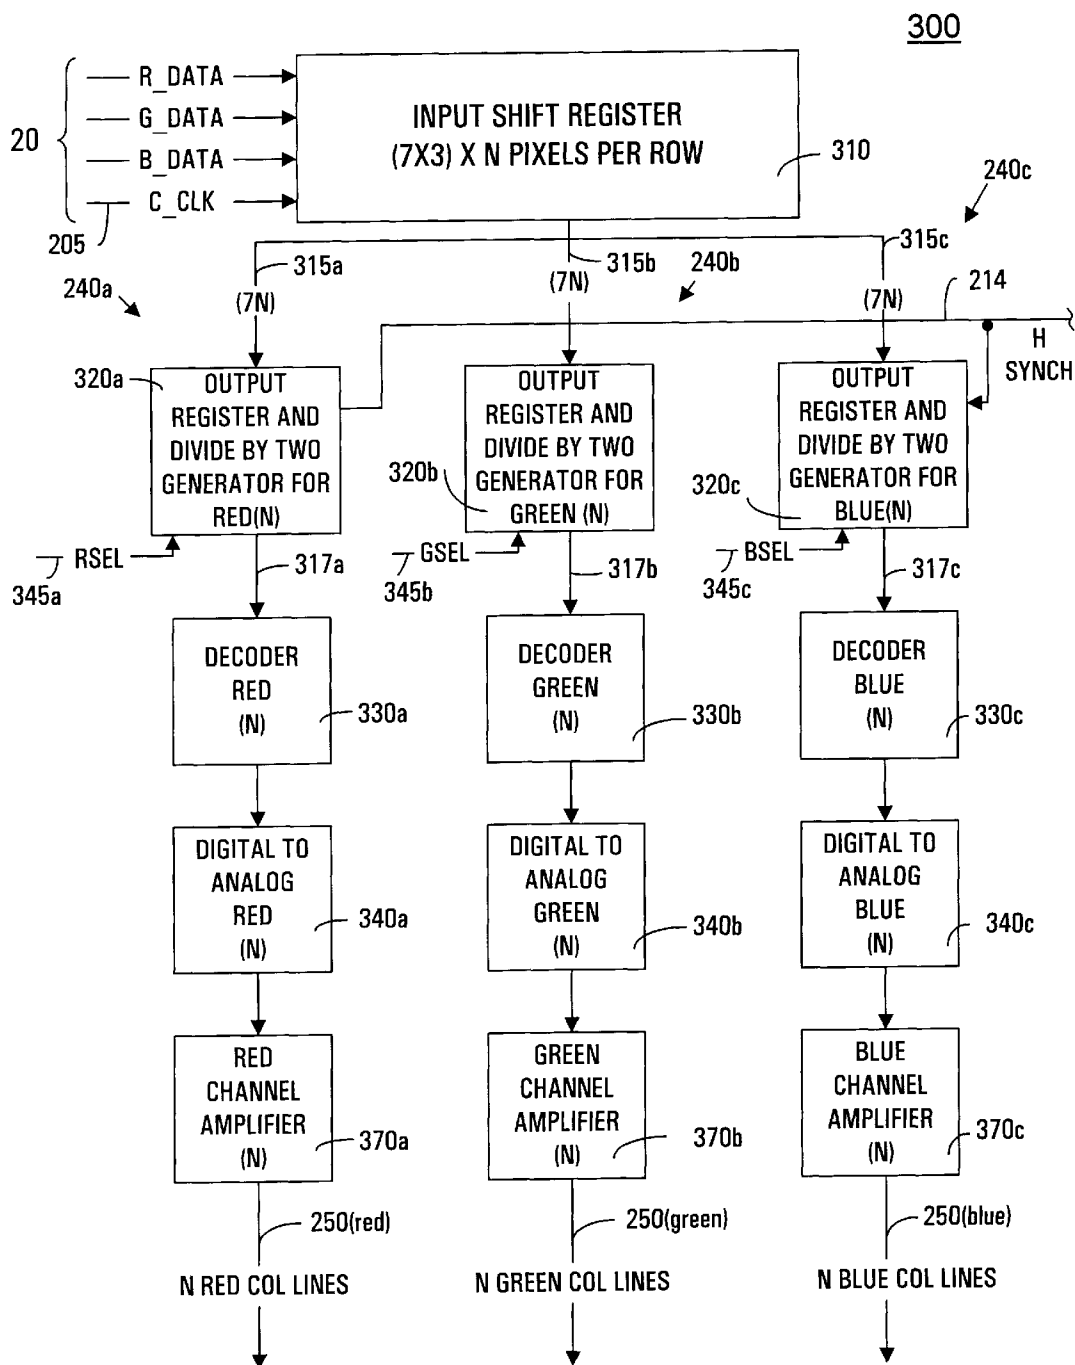 300
20
R_DATA
G_DATA
B_DATA
C_CLK
205
INPUT SHIFT REGISTER
(7X3) X N PIXELS PER ROW
310
240c
315a
315b
315c
240a
240b
214
(7N)
(7N)
(7N)
H
SYNCH
320a
OUTPUT
REGISTER AND
DIVIDE BY TWO
GENERATOR FOR
RED(N)
320b
OUTPUT
REGISTER AND
DIVIDE BY TWO
GENERATOR FOR
GREEN (N)
320c
OUTPUT
REGISTER AND
DIVIDE BY TWO
GENERATOR FOR
BLUE(N)
RSEL
345a
317a
GSEL
345b
317b
BSEL
345c
317c
DECODER
RED
(N)
330a
DECODER
GREEN
(N)
330b
DECODER
BLUE
(N)
330c
DIGITAL TO
ANALOG
RED
(N)
340a
DIGITAL TO
ANALOG
GREEN
(N)
340b
DIGITAL TO
ANALOG
BLUE
(N)
340c
RED
CHANNEL
AMPLIFIER
(N)
370a
GREEN
CHANNEL
AMPLIFIER
(N)
370b
BLUE
CHANNEL
AMPLIFIER
(N)
370c
250(red)
250(green)
250(blue)
N RED COL LINES
N GREEN COL LINES
N BLUE COL LINES